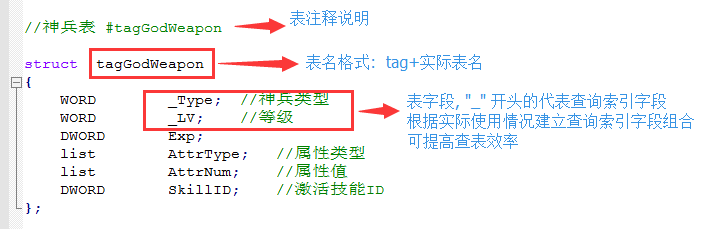 //神兵表 #tagGodWeapon
表注释说明
struct tagGodWeapon
表名格式: tag+实际表名
{
WORD _Type; //神兵类型
WORD _LV; //等级
DWORD Exp;
list AttrType; //属性类型
list AttrNum; //属性值
DWORD SkillID; //激活技能ID
};
表字段, "_" 开头的代表查询索引字段
根据实际使用情况建立查询索引字段组合
可提高查表效率